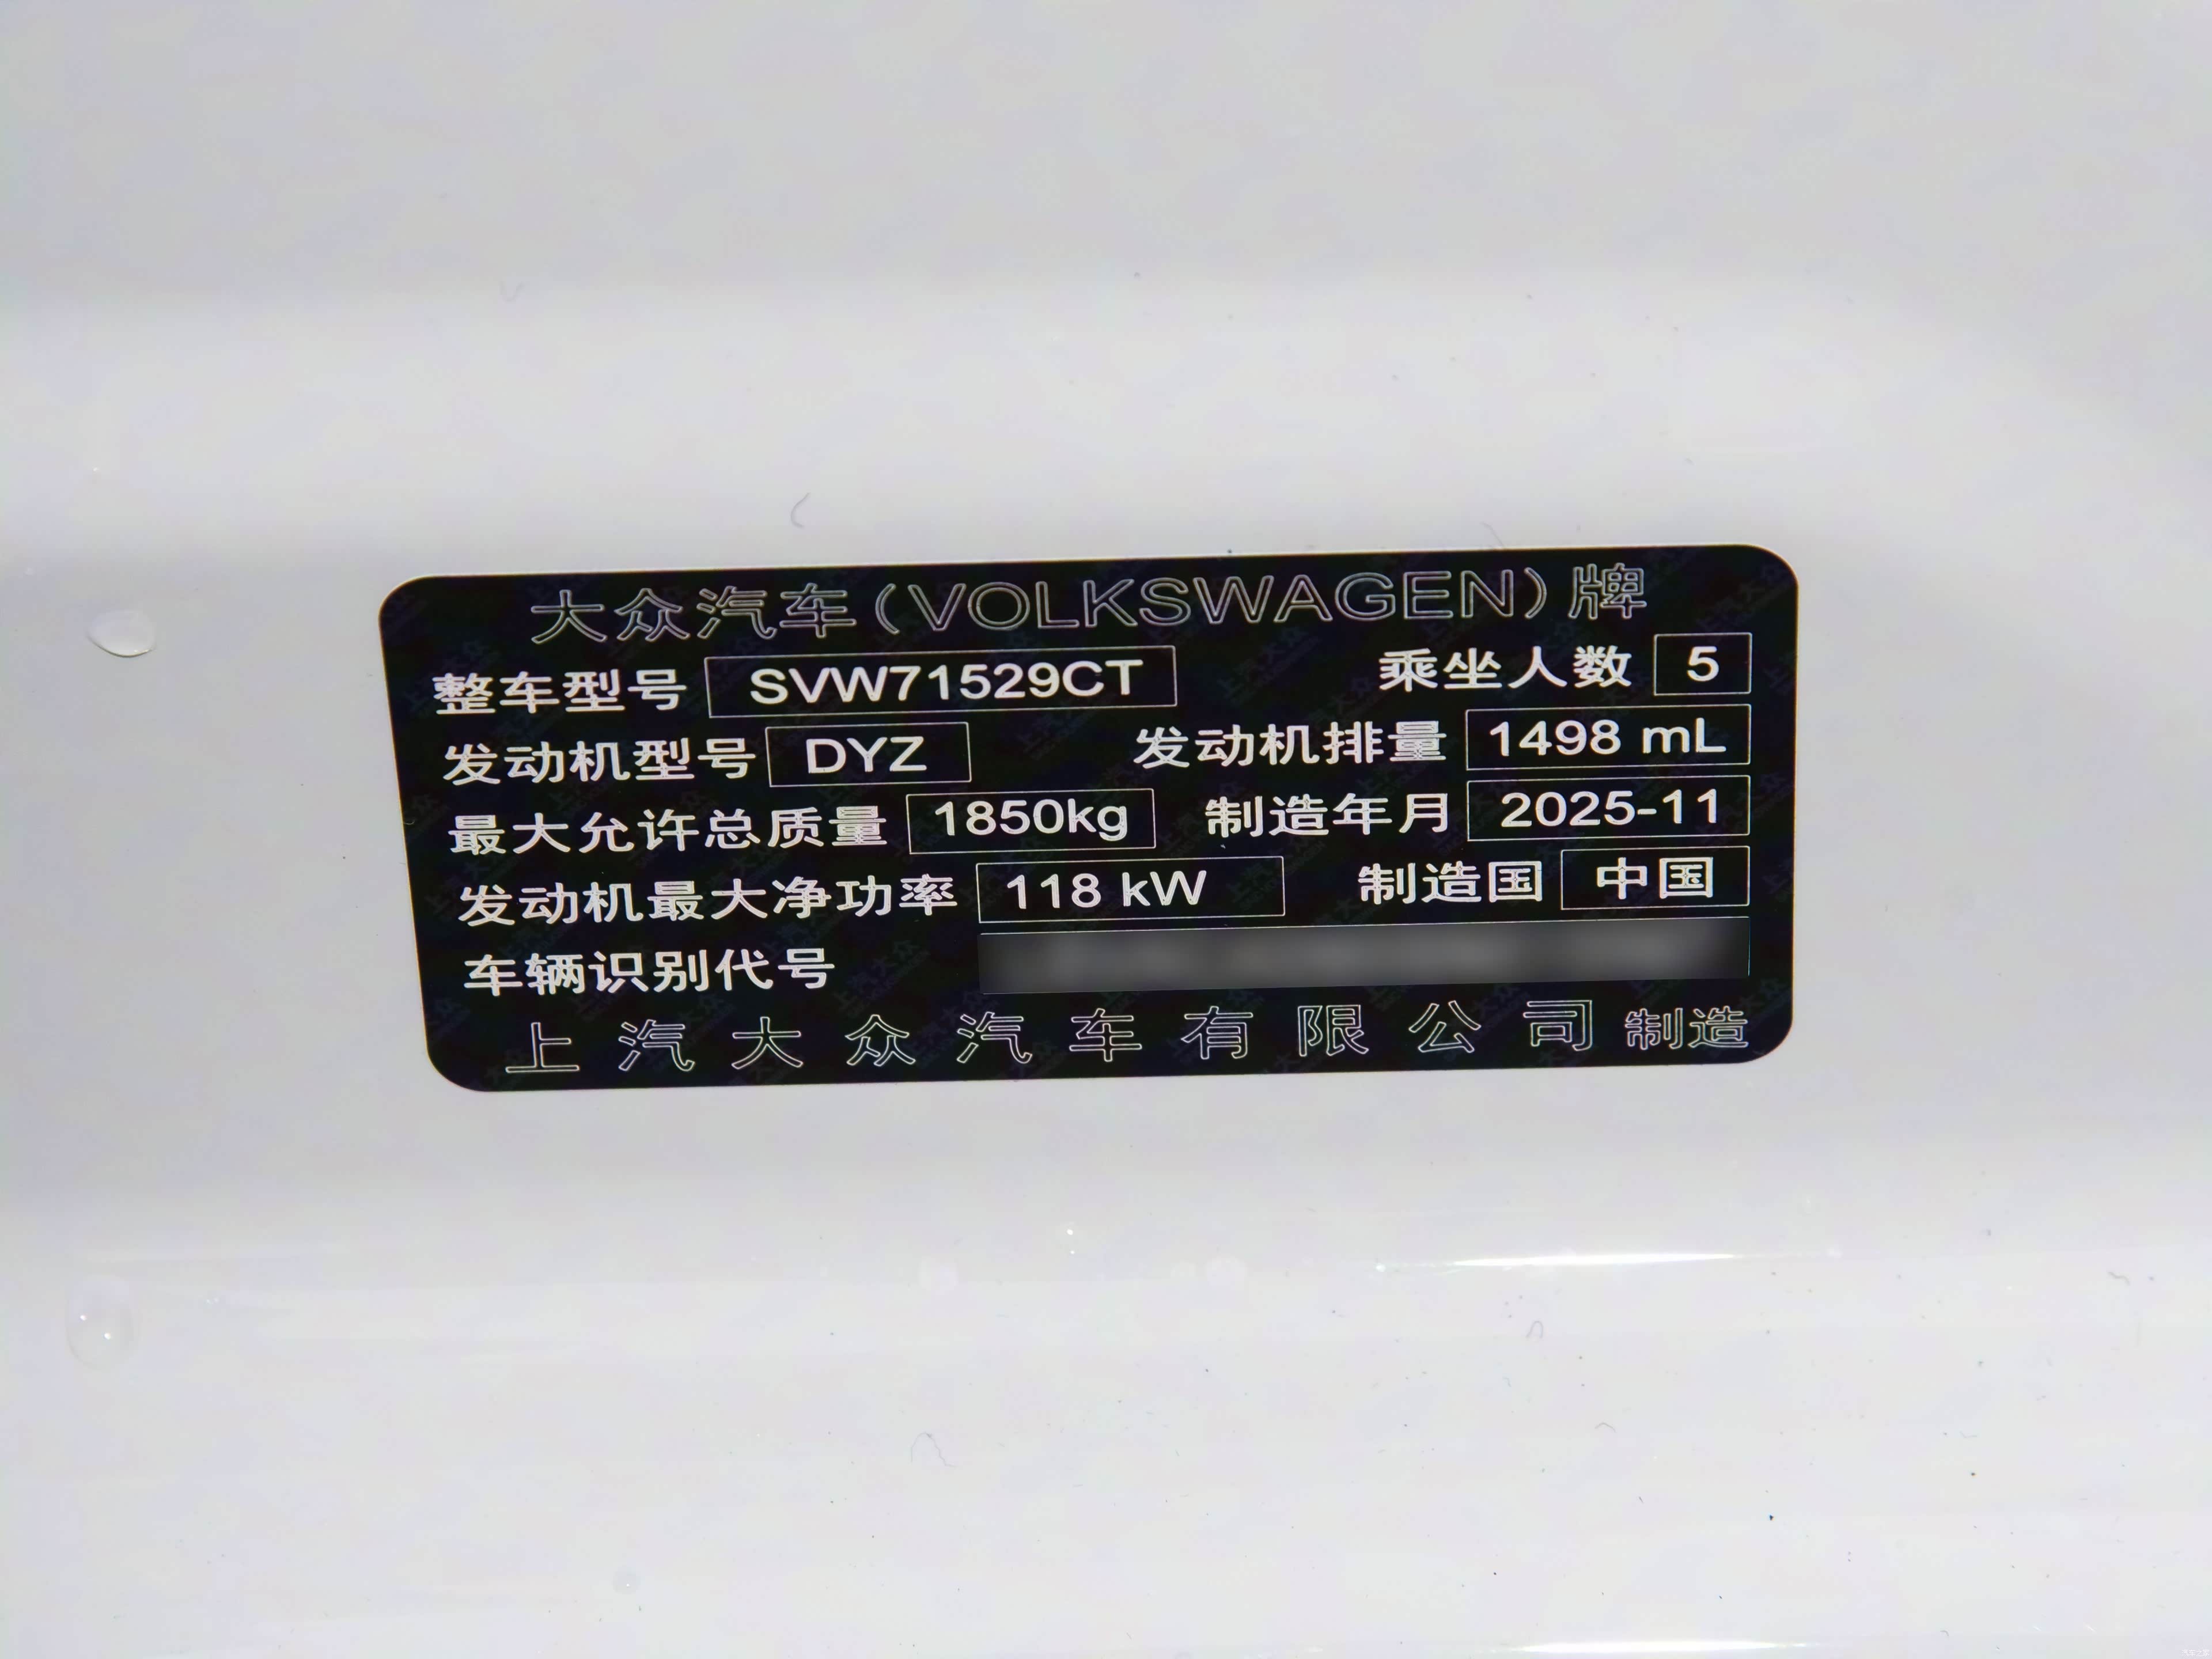 大众汽车(VOLKSWAGEN)牌
整车型号 SVW71529CT 乘坐人数 5
发动机型号 DYZ 发动机排量 1498 mL
最大允许总质量 1850kg 制造年月 2025-11
发动机最大净功率 118 kW 制造国 中国
车辆识别代号
上汽大众汽车有限公司制造